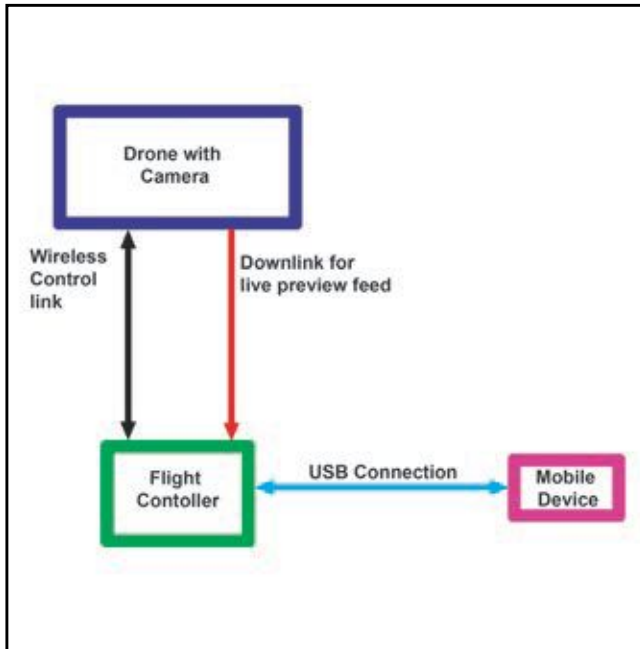 Drone with
Camera
Wireless
Control
link
Downlink for
live preview feed
Flight
Contoller
USB Connection
Mobile
Device